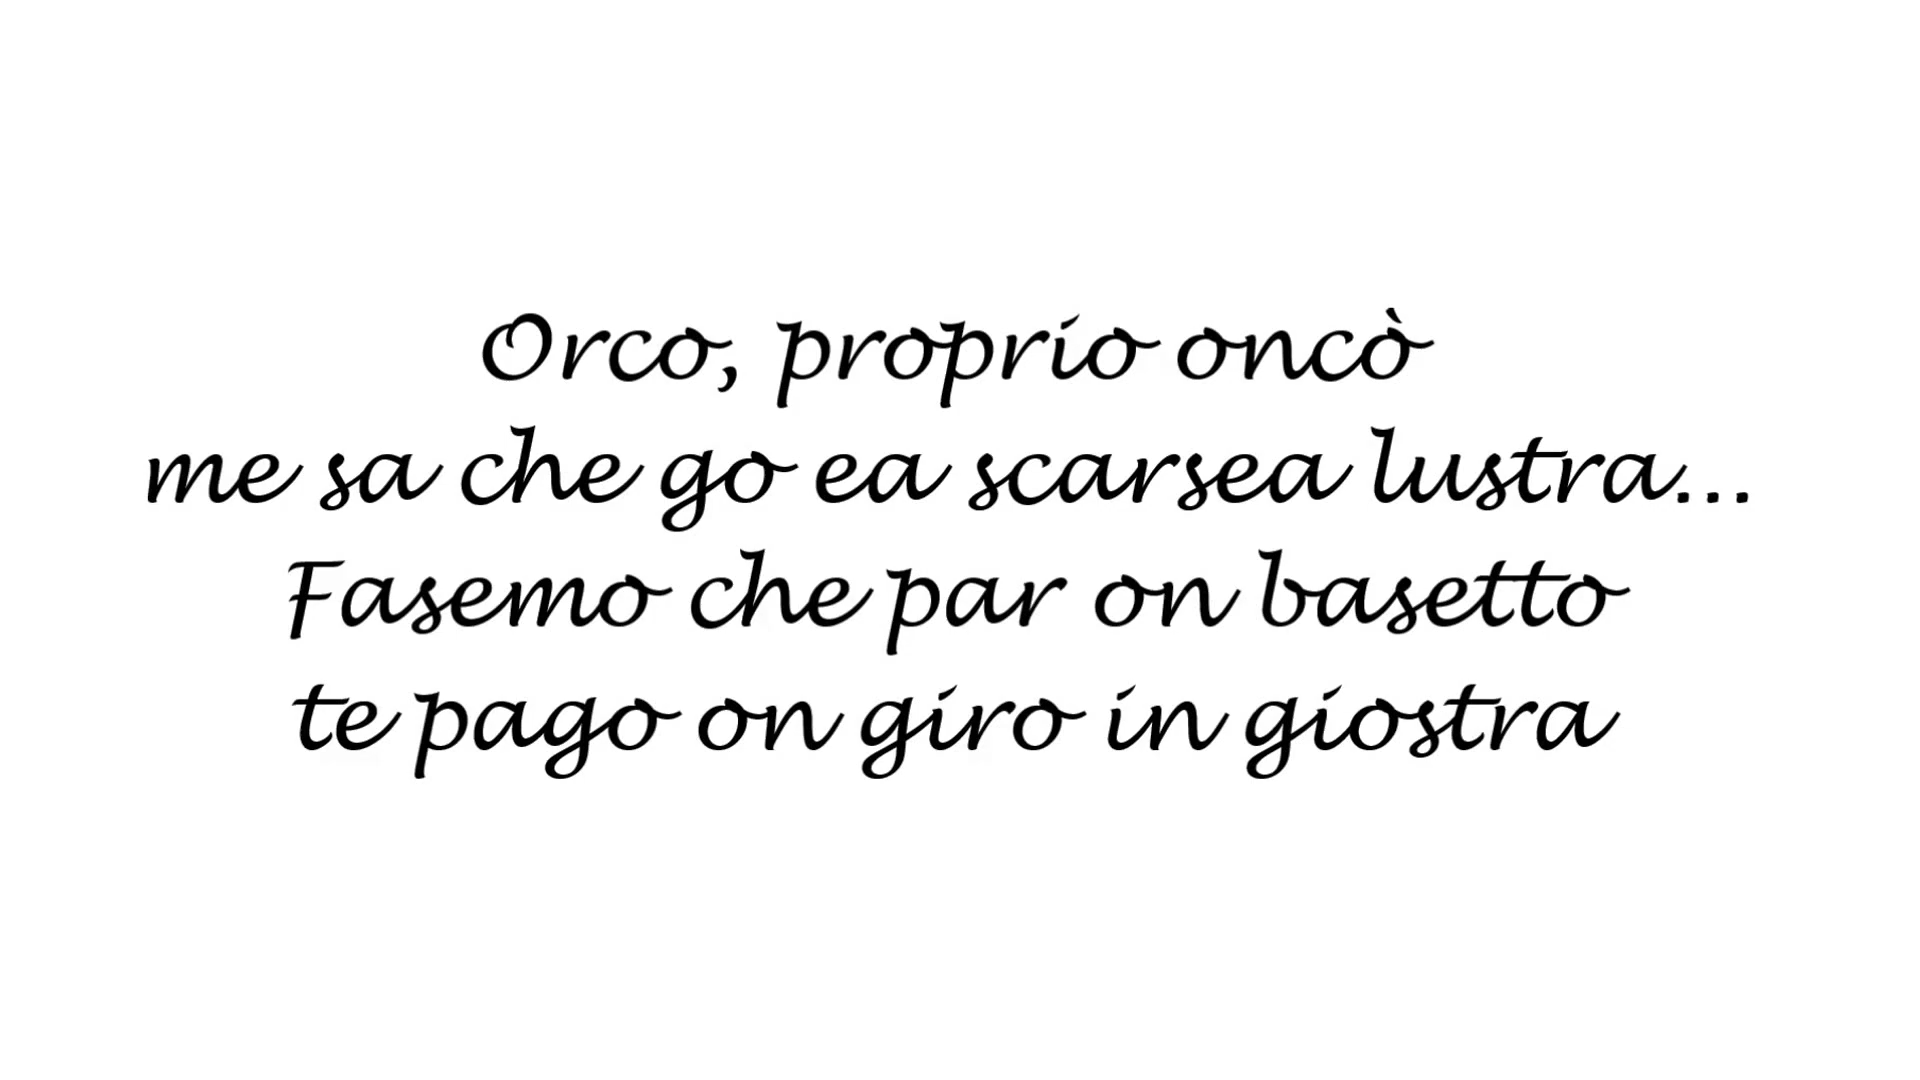 Orco, proprio oncò
me sa che go ea scarsea lustra...
Fasemo che par on basetto
te pago on giro in giostra